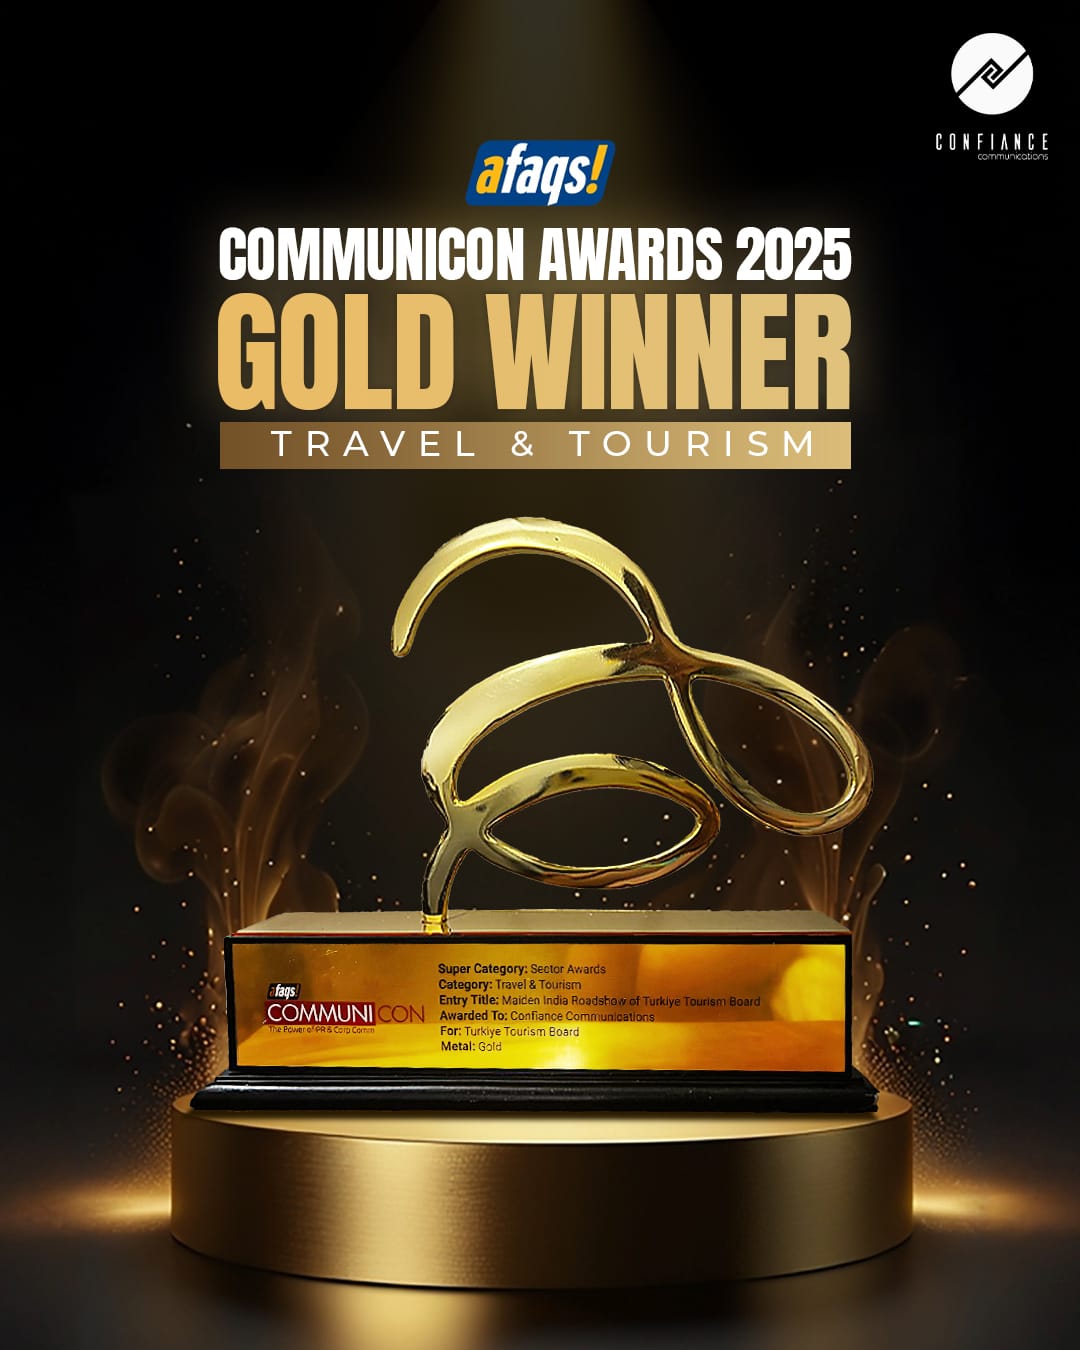 CONFIANCE
communications
afaqs!
COMMUNICON AWARDS 2025
GOLD WINNER
TRAVEL & TOURISM
afaqs!
COMMUNICON
The Power of PR & Corp Comm
Super Category: Sector Awards
Category: Travel & Tourism
Entry Title: Maiden India Roadshow of Turkiye Tourism Board
Awarded To: Confiance Communications
For: Turkiye Tourism Board
Metal: Gold